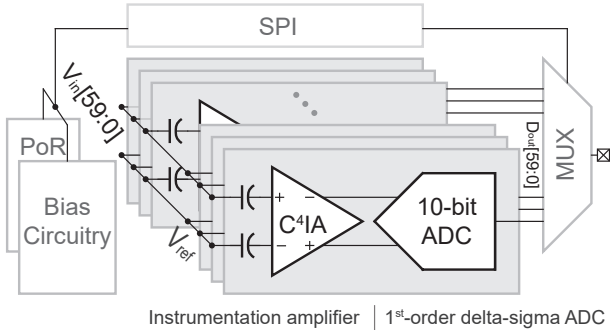 SPI
V_in[59:0]
PoR
Bias
Circuitry
V_ref
+
−
C⁴IA
−
+
10-bit
ADC
D_out[59:0]
MUX
Instrumentation amplifier | 1ˢᵗ-order delta-sigma ADC